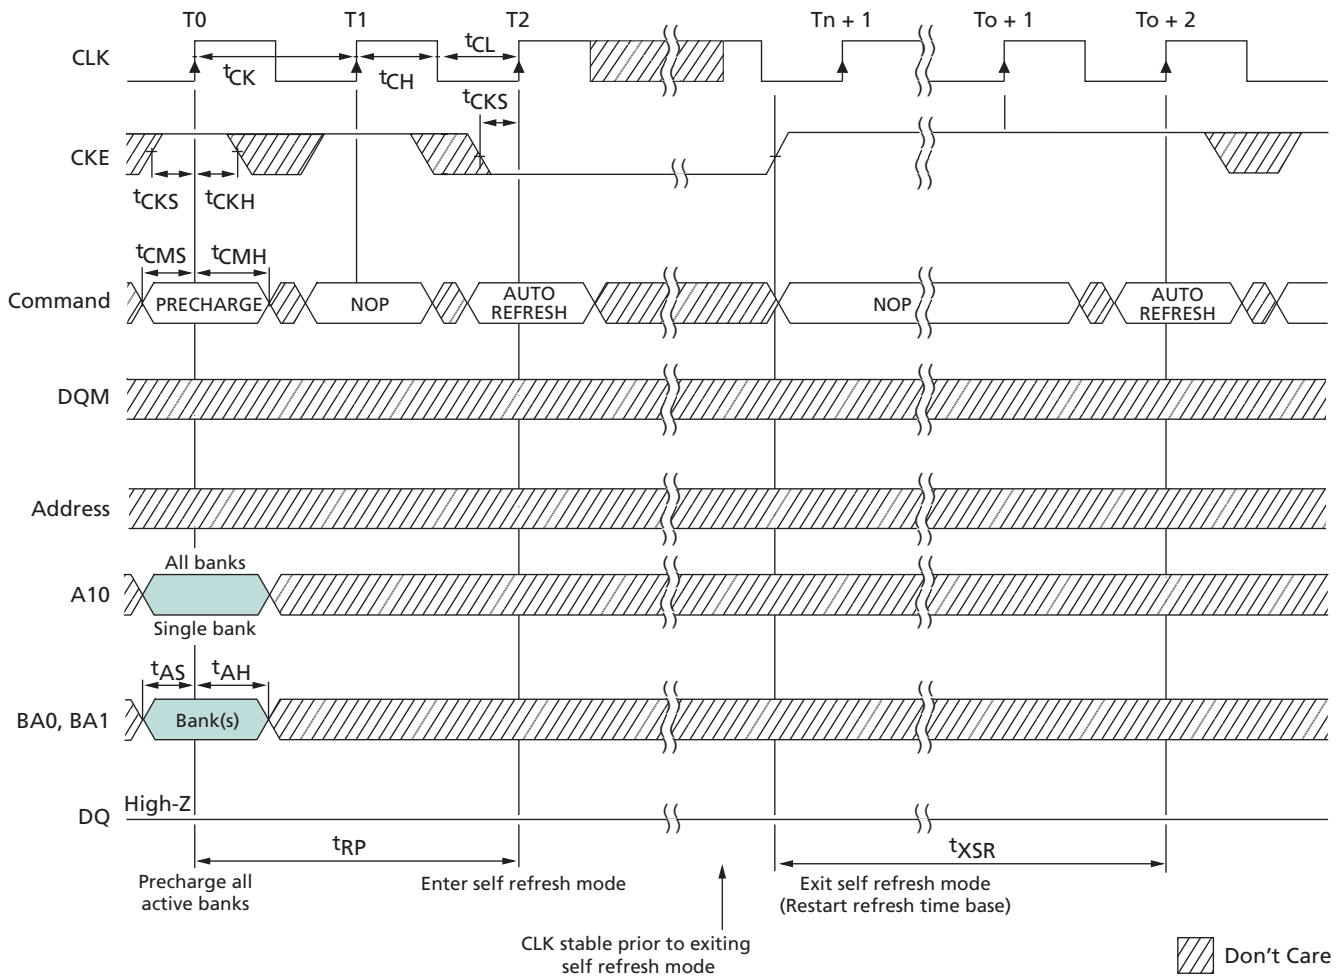 T0 T1 T2 Tn + 1 To + 1 To + 2
CLK
tCK tCH tCL
tCKS
CKE
tCKS tCKH
tCMS tCMH
Command PRECHARGE NOP AUTO REFRESH NOP AUTO REFRESH
DQM
Address
All banks
A10
Single bank
tAS tAH
BA0, BA1 Bank(s)
High-Z
DQ
tRP tXSR
Precharge all
active banks
Enter self refresh mode
Exit self refresh mode
(Restart refresh time base)
CLK stable prior to exiting
self refresh mode
Don't Care